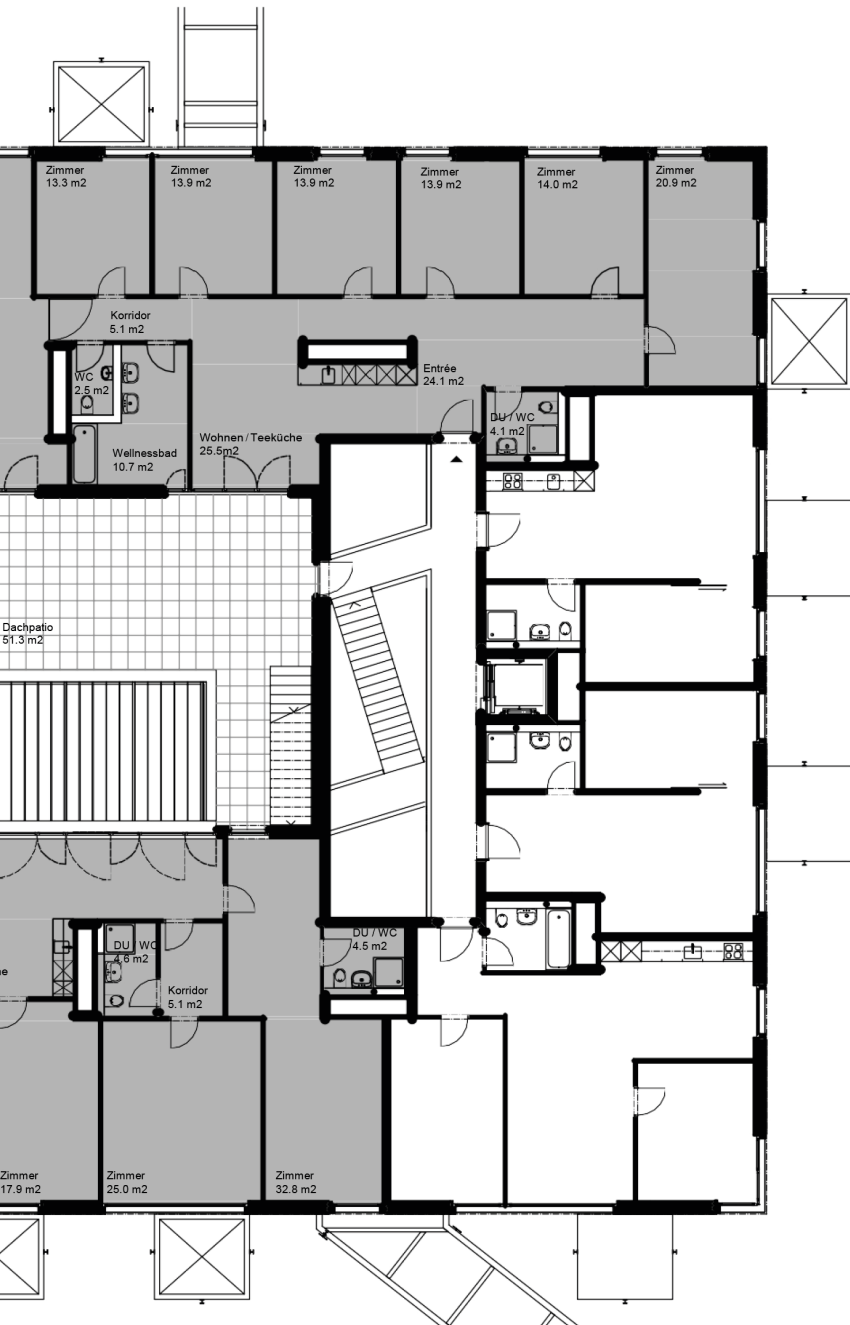 Zimmer
13.3 m2
Zimmer
13.9 m2
Zimmer
13.9 m2
Zimmer
13.9 m2
Zimmer
14.0 m2
Zimmer
20.9 m2
Korridor
5.1 m2
WC
2.5 m2
Entrée
24.1 m2
DU / WC
4.1 m2
Wohnen / Teeküche
25.5m2
Wellnessbad
10.7 m2
Dachpatio
51.3 m2
DU / WC
4.6 m2
DU / WC
4.5 m2
Korridor
5.1 m2
Zimmer
17.9 m2
Zimmer
25.0 m2
Zimmer
32.8 m2